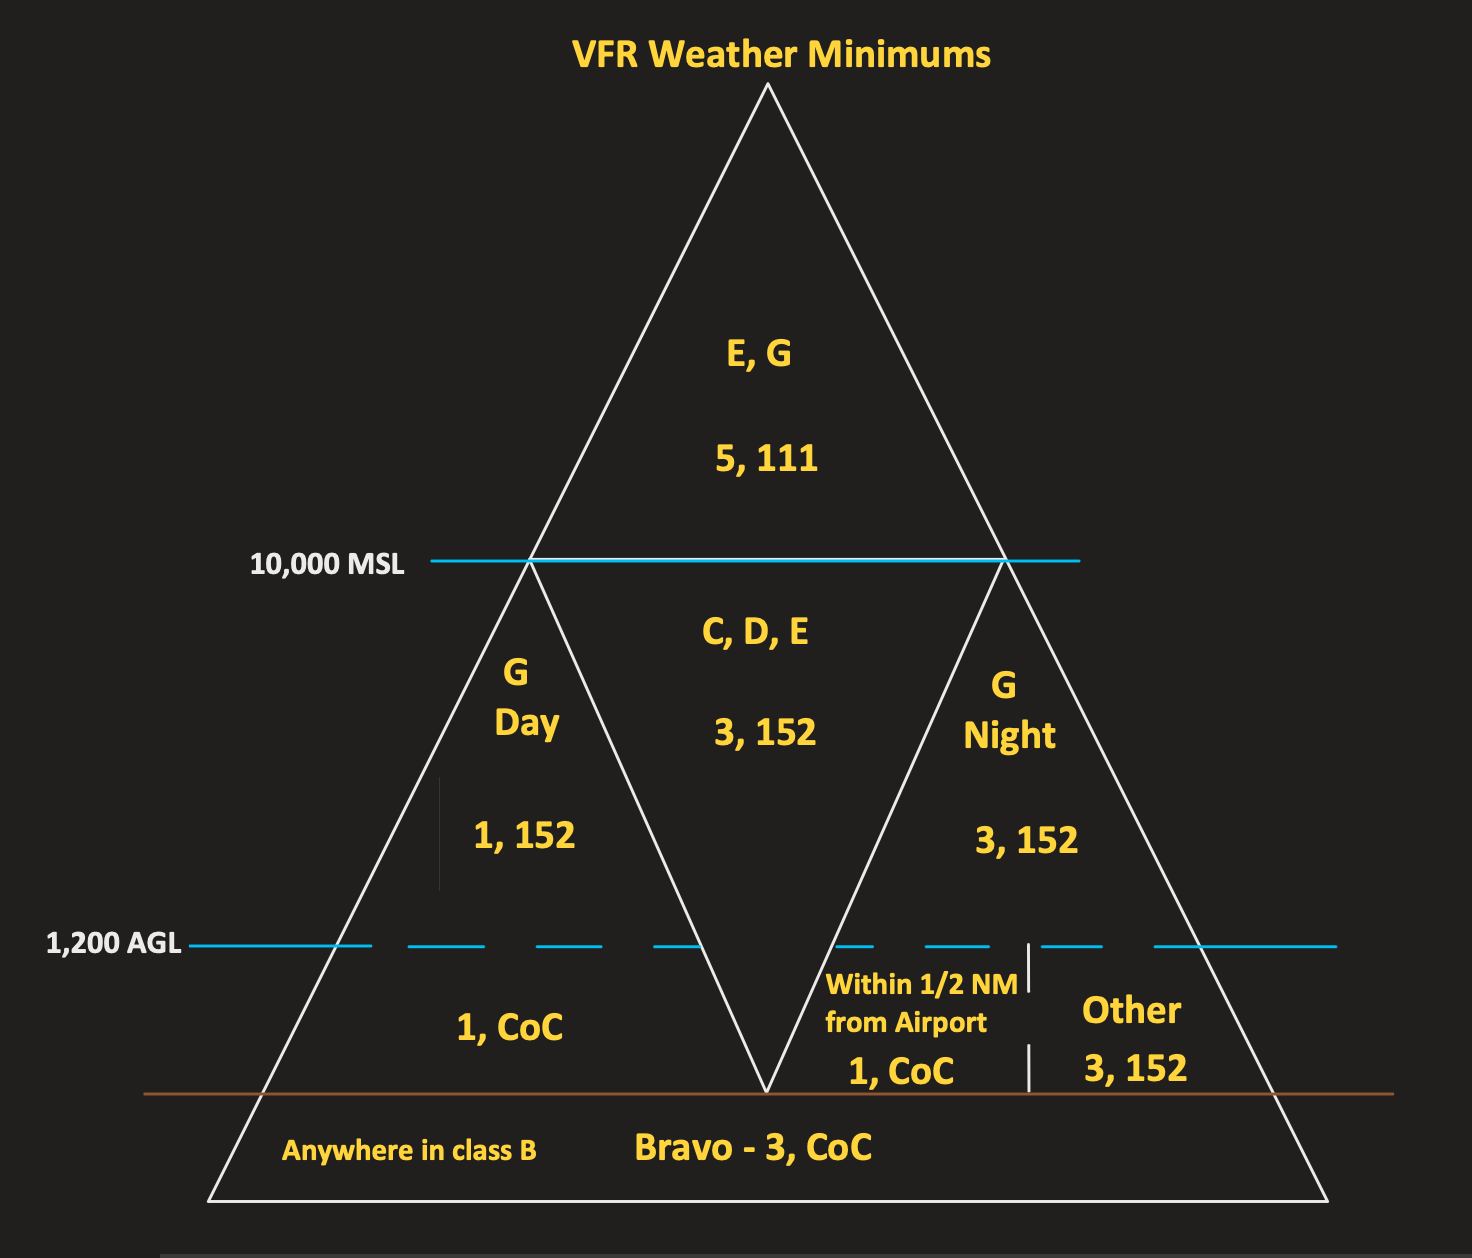 VFR Weather Minimums
E, G
5, 111
10,000 MSL
C, D, E
3, 152
G
Day
1, 152
G
Night
3, 152
1,200 AGL
1, CoC
Within 1/2 NM
from Airport
1, CoC
Other
3, 152
Anywhere in class B
Bravo - 3, CoC